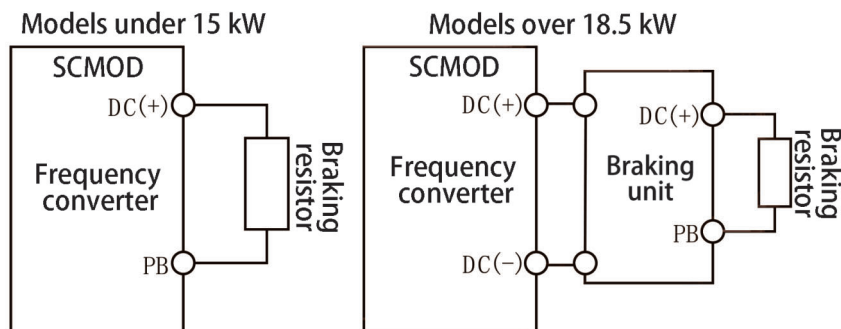 Models under 15 kW
SCMOD
DC(+)
Frequency
converter
PB
Braking
resistor
Models over 18.5 kW
SCMOD
DC(+)
Frequency
converter
DC(-)
DC(+)
Braking
unit
PB
Braking
resistor